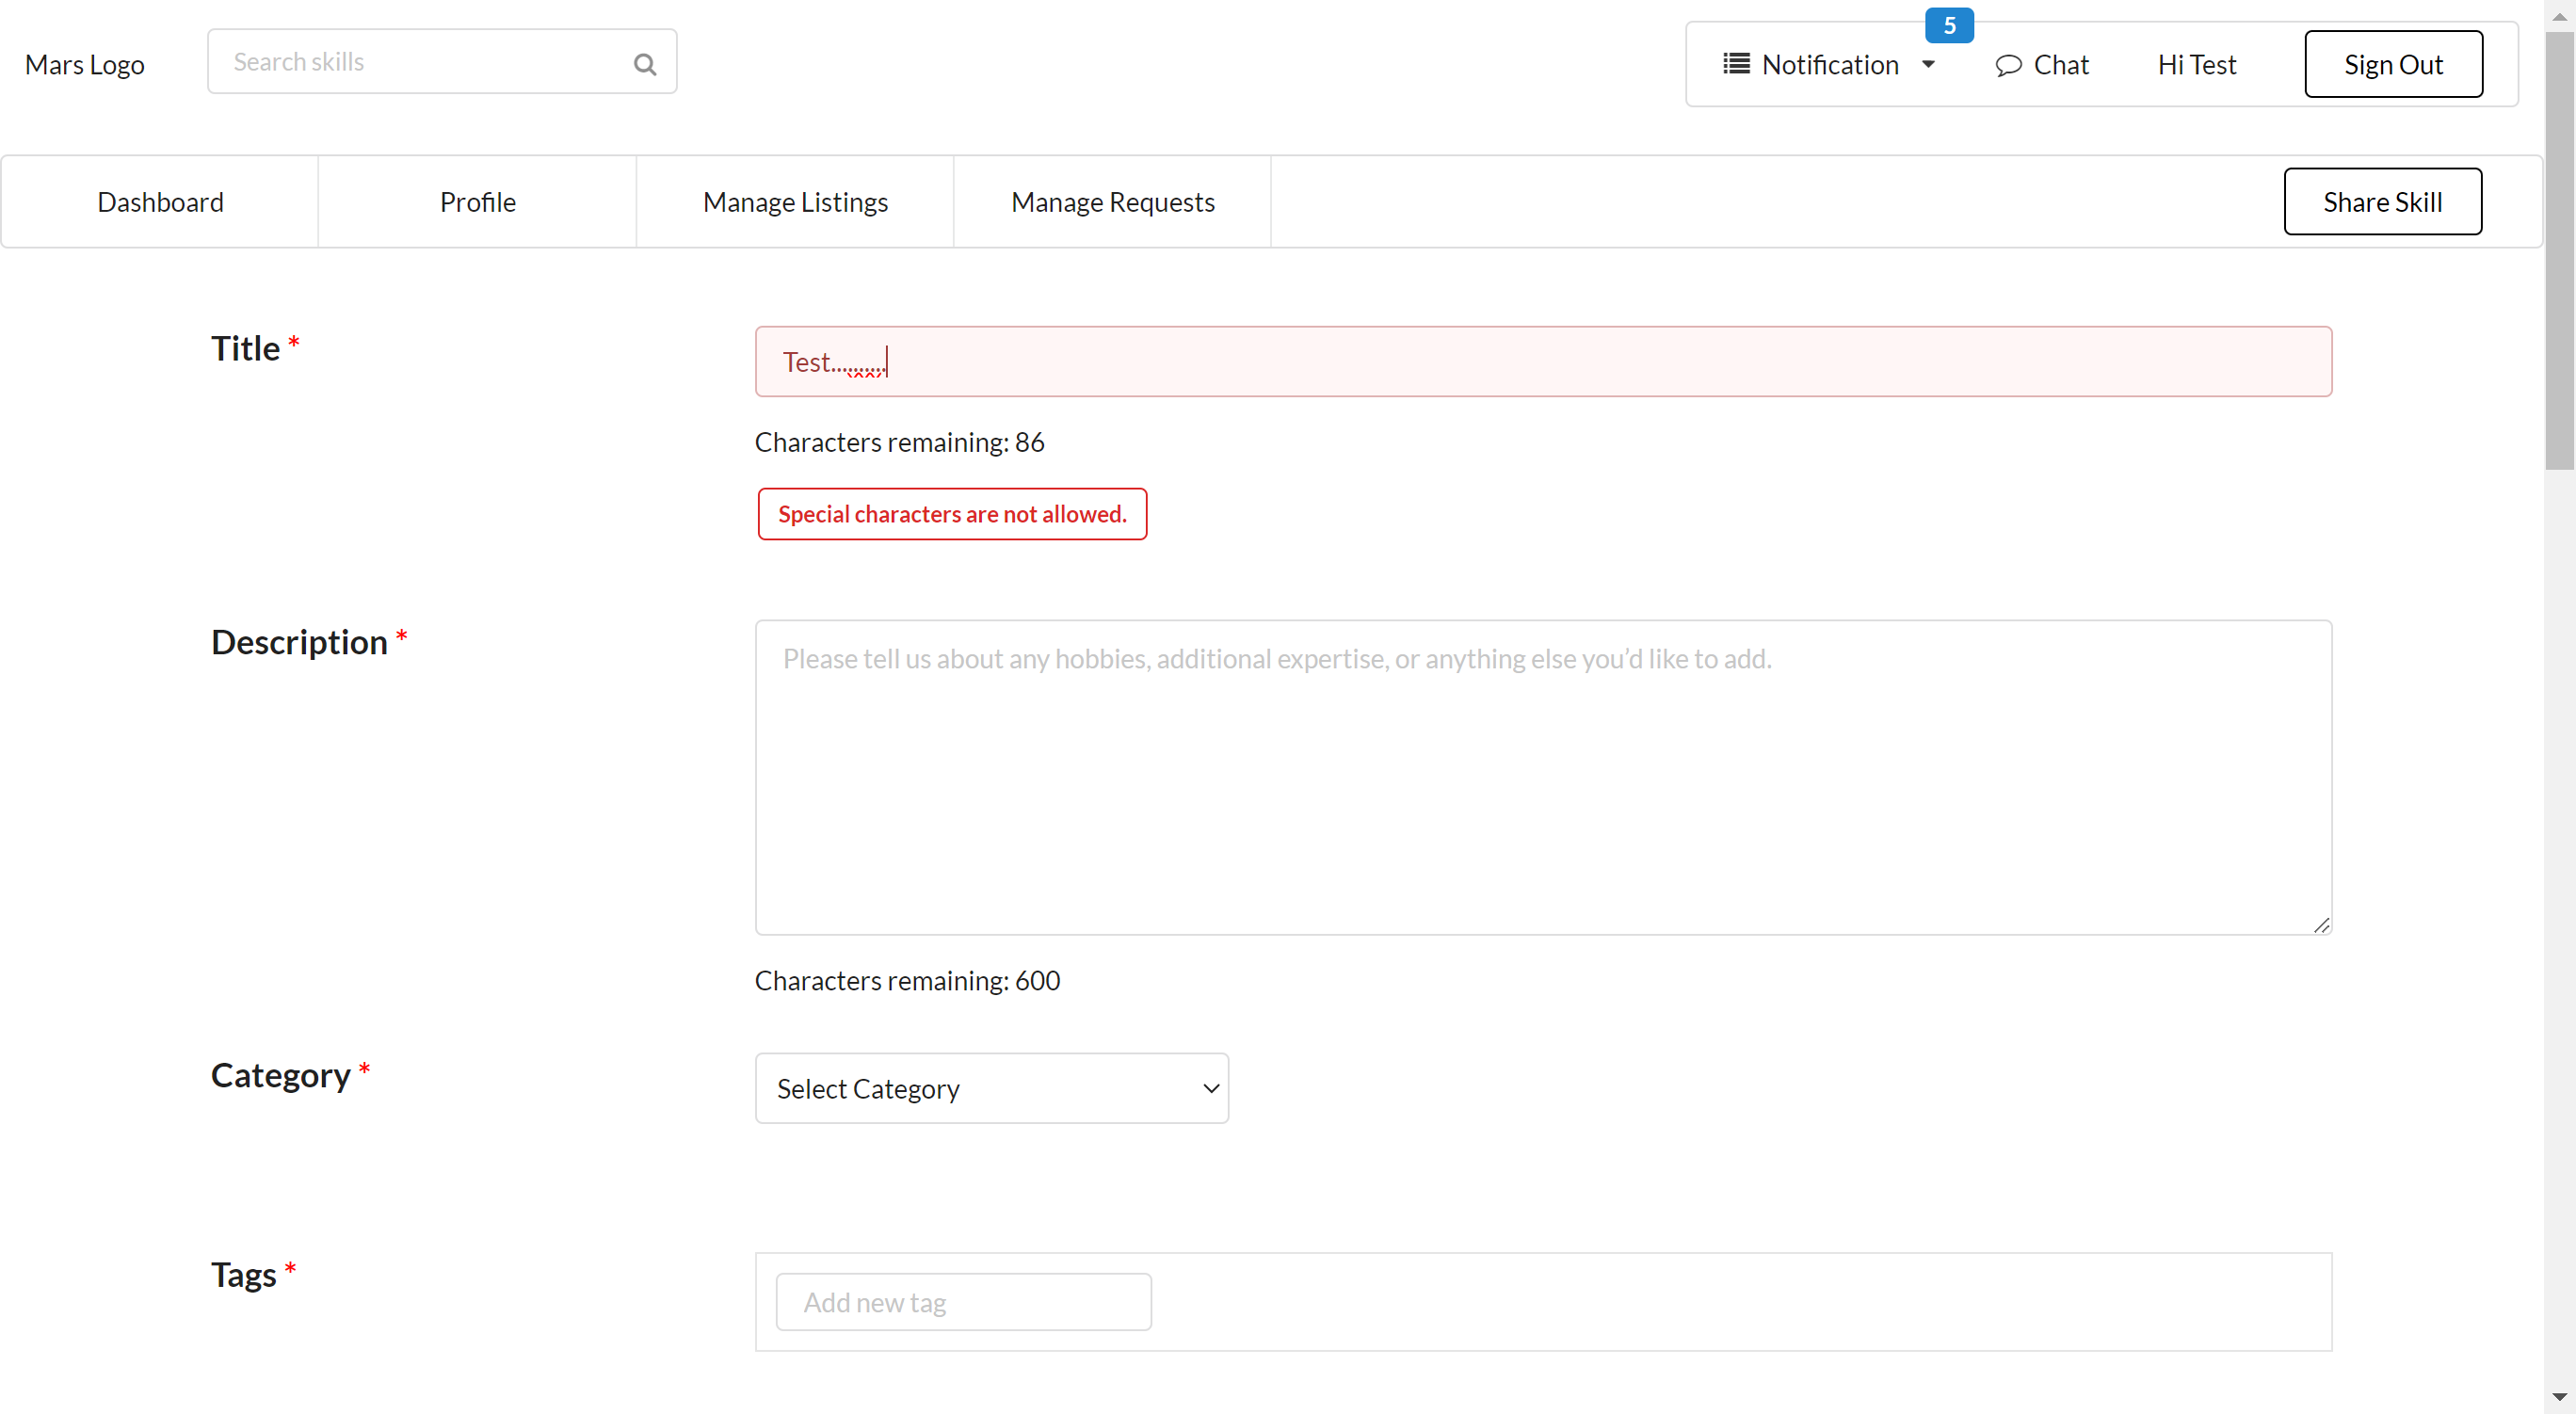 Mars Logo
Search skills
5
Notification
Chat
Hi Test
Sign Out
Dashboard
Profile
Manage Listings
Manage Requests
Share Skill
Title *
Test..........
Characters remaining: 86
Special characters are not allowed.
Description *
Please tell us about any hobbies, additional expertise, or anything else you’d like to add.
Characters remaining: 600
Category *
Select Category
Tags *
Add new tag